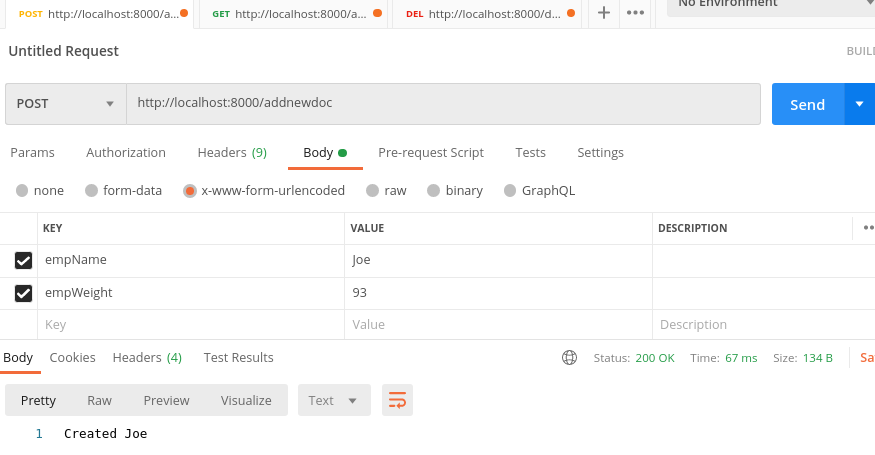 No Environment
POST http://localhost:8000/a... GET http://localhost:8000/a... DEL http://localhost:8000/d... + •••
Untitled Request
POST http://localhost:8000/addnewdoc Send
Params Authorization Headers (9) Body Pre-request Script Tests Settings
none form-data x-www-form-urlencoded raw binary GraphQL
KEY VALUE DESCRIPTION
empName Joe
empWeight 93
Key Value Description
Body Cookies Headers (4) Test Results Status: 200 OK Time: 67 ms Size: 134 B
Pretty Raw Preview Visualize Text
1 Created Joe